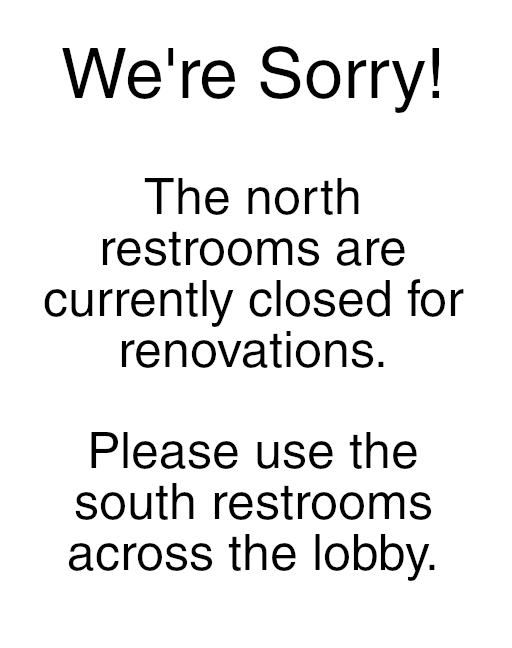 We're Sorry!
The north
restrooms are
currently closed for
renovations.
Please use the
south restrooms
across the lobby.